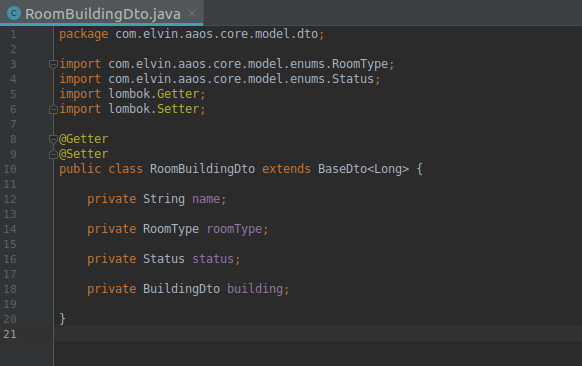 RoomBuildingDto.java
1 package com.elvin.aaos.core.model.dto;
2
3 import com.elvin.aaos.core.model.enums.RoomType;
4 import com.elvin.aaos.core.model.enums.Status;
5 import lombok.Getter;
6 import lombok.Setter;
7
8 @Getter
9 @Setter
10 public class RoomBuildingDto extends BaseDto<Long> {
11
12     private String name;
13
14     private RoomType roomType;
15
16     private Status status;
17
18     private BuildingDto building;
19
20 }
21